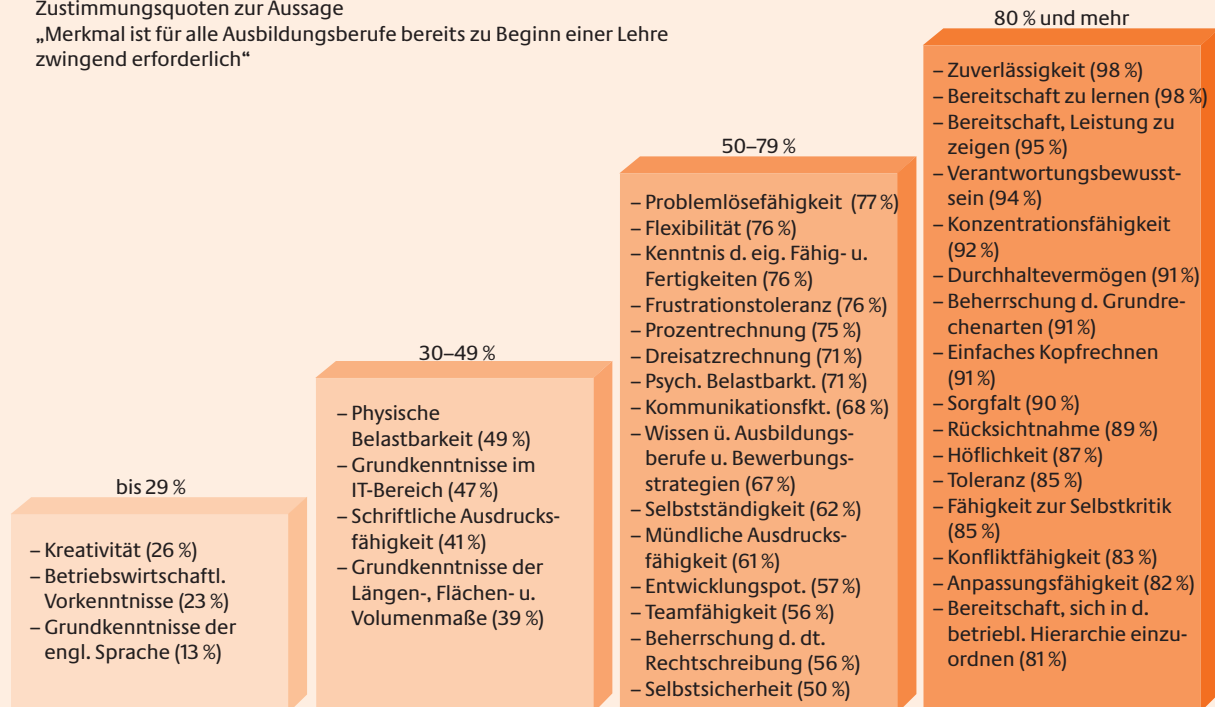 Zustimmungsquoten zur Aussage
„Merkmal ist für alle Ausbildungsberufe bereits zu Beginn einer Lehre
zwingend erforderlich“
bis 29 %
– Kreativität (26 %)
– Betriebswirtschaftl.
Vorkenntnisse (23 %)
– Grundkenntnisse der
engl. Sprache (13 %)
30–49 %
– Physische
Belastbarkeit (49 %)
– Grundkenntnisse im
IT-Bereich (47 %)
– Schriftliche Ausdrucks-
fähigkeit (41 %)
– Grundkenntnisse der
Längen-, Flächen- u.
Volumenmaße (39 %)
50–79 %
– Problemlösefähigkeit (77 %)
– Flexibilität (76 %)
– Kenntnis d. eig. Fähig- u.
Fertigkeiten (76 %)
– Frustrationstoleranz (76 %)
– Prozentrechnung (75 %)
– Dreisatzrechnung (71 %)
– Psych. Belastbarkt. (71 %)
– Kommunikationsfkt. (68 %)
– Wissen ü. Ausbildungs-
berufe u. Bewerbungs-
strategien (67 %)
– Selbstständigkeit (62 %)
– Mündliche Ausdrucks-
fähigkeit (61 %)
– Entwicklungspot. (57 %)
– Teamfähigkeit (56 %)
– Beherrschung d. dt.
Rechtschreibung (56 %)
– Selbstsicherheit (50 %)
80 % und mehr
– Zuverlässigkeit (98 %)
– Bereitschaft zu lernen (98 %)
– Bereitschaft, Leistung zu
zeigen (95 %)
– Verantwortungsbewusst-
sein (94 %)
– Konzentrationsfähigkeit
(92 %)
– Durchhaltevermögen (91 %)
– Beherrschung d. Grundre-
chenarten (91 %)
– Einfaches Kopfrechnen
(91 %)
– Sorgfalt (90 %)
– Rücksichtnahme (89 %)
– Höflichkeit (87 %)
– Toleranz (85 %)
– Fähigkeit zur Selbstkritik
(85 %)
– Konfliktfähigkeit (83 %)
– Anpassungsfähigkeit (82 %)
– Bereitschaft, sich in d.
betriebl. Hierarchie einzu-
ordnen (81 %)